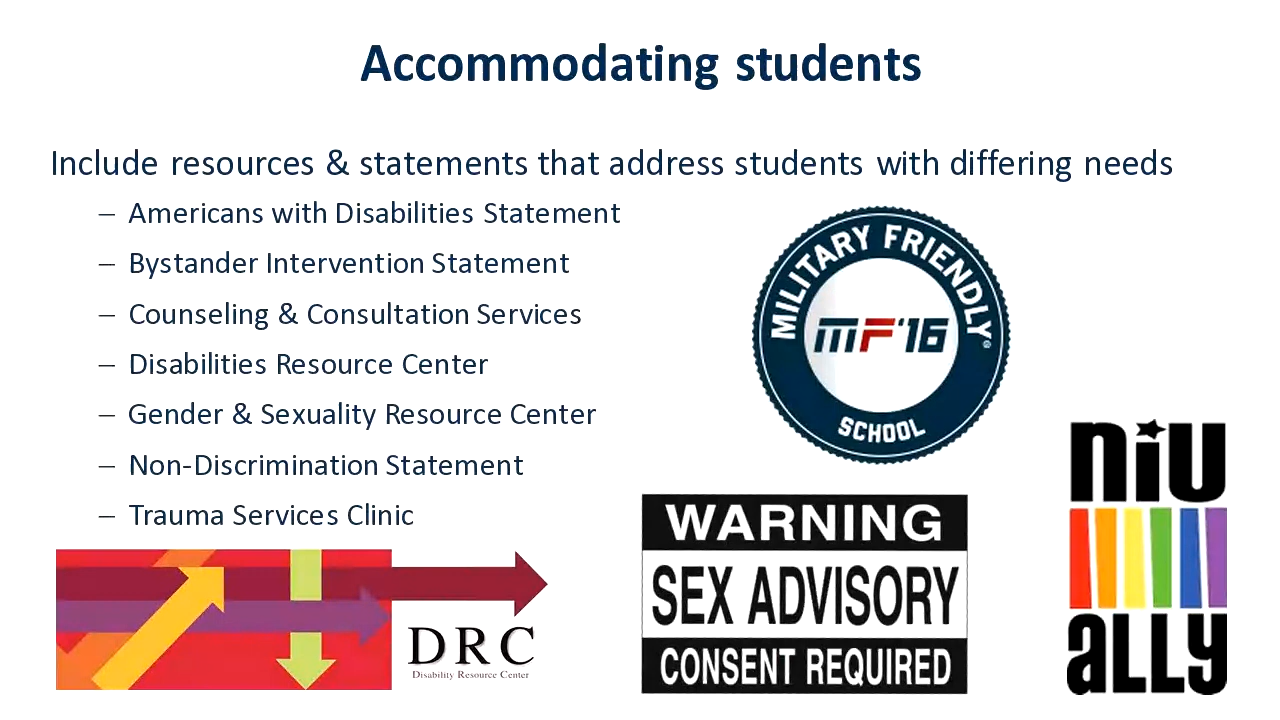 Accommodating students
Include resources & statements that address students with differing needs
– Americans with Disabilities Statement
– Bystander Intervention Statement
– Counseling & Consultation Services
– Disabilities Resource Center
– Gender & Sexuality Resource Center
– Non-Discrimination Statement
– Trauma Services Clinic
MILITARY FRIENDLY®
MF'16
SCHOOL
DRC
Disability Resource Center
WARNING
SEX ADVISORY
CONSENT REQUIRED
niU
aLLy